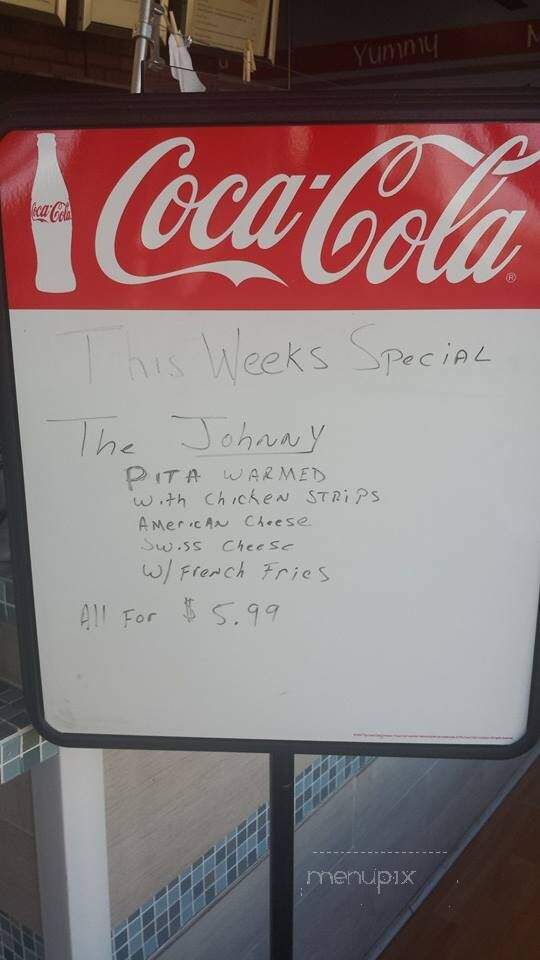 Yummy
Coca-Cola
Coca-Cola®
This Weeks Special
The Johnny
PITA WARMED
with Chicken STRiPS
AMericAN Cheese
Swiss Cheese
W/ French Fries
All For $ 5.99
menupix